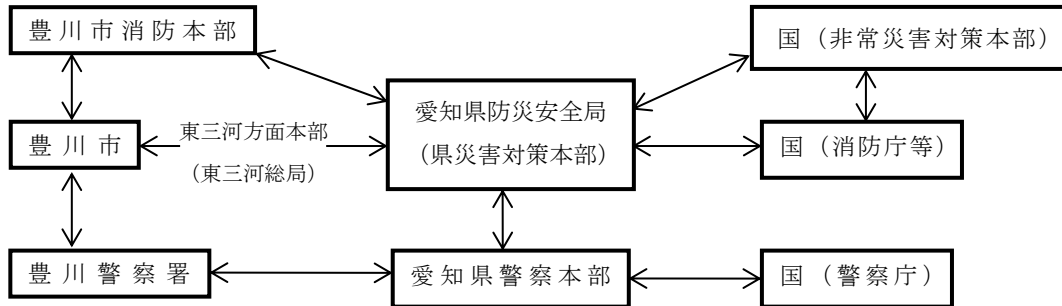 豊川市消防本部
国（非常災害対策本部）
愛知県防災安全局
（県災害対策本部）
豊川市
東三河方面本部
（東三河総局）
国（消防庁等）
豊川警察署
愛知県警察本部
国（警察庁）